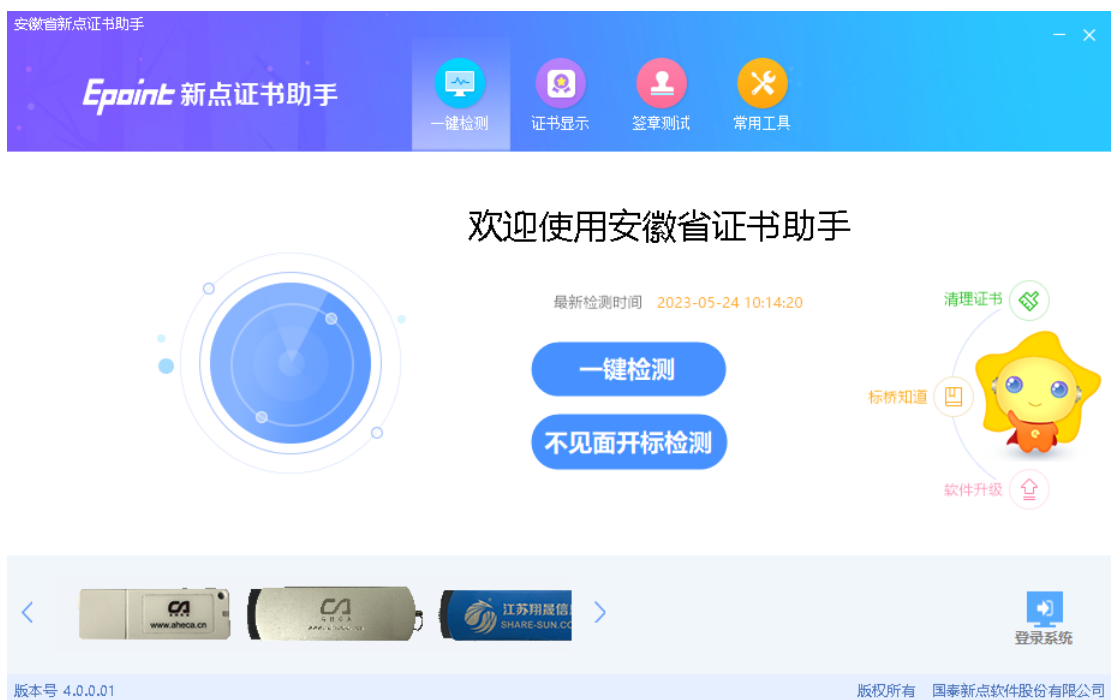 安徽省新点证书助手
Epoint 新点证书助手
一键检测
证书显示
签章测试
常用工具
欢迎使用安徽省证书助手
最新检测时间 2023-05-24 10:14:20
一键检测
不见面开标检测
清理证书
标桥知道
软件升级
www.aheca.cn
江苏翔晟信
SHARE-SUN.CO
登录系统
版本号 4.0.0.01
版权所有 国泰新点软件股份有限公司